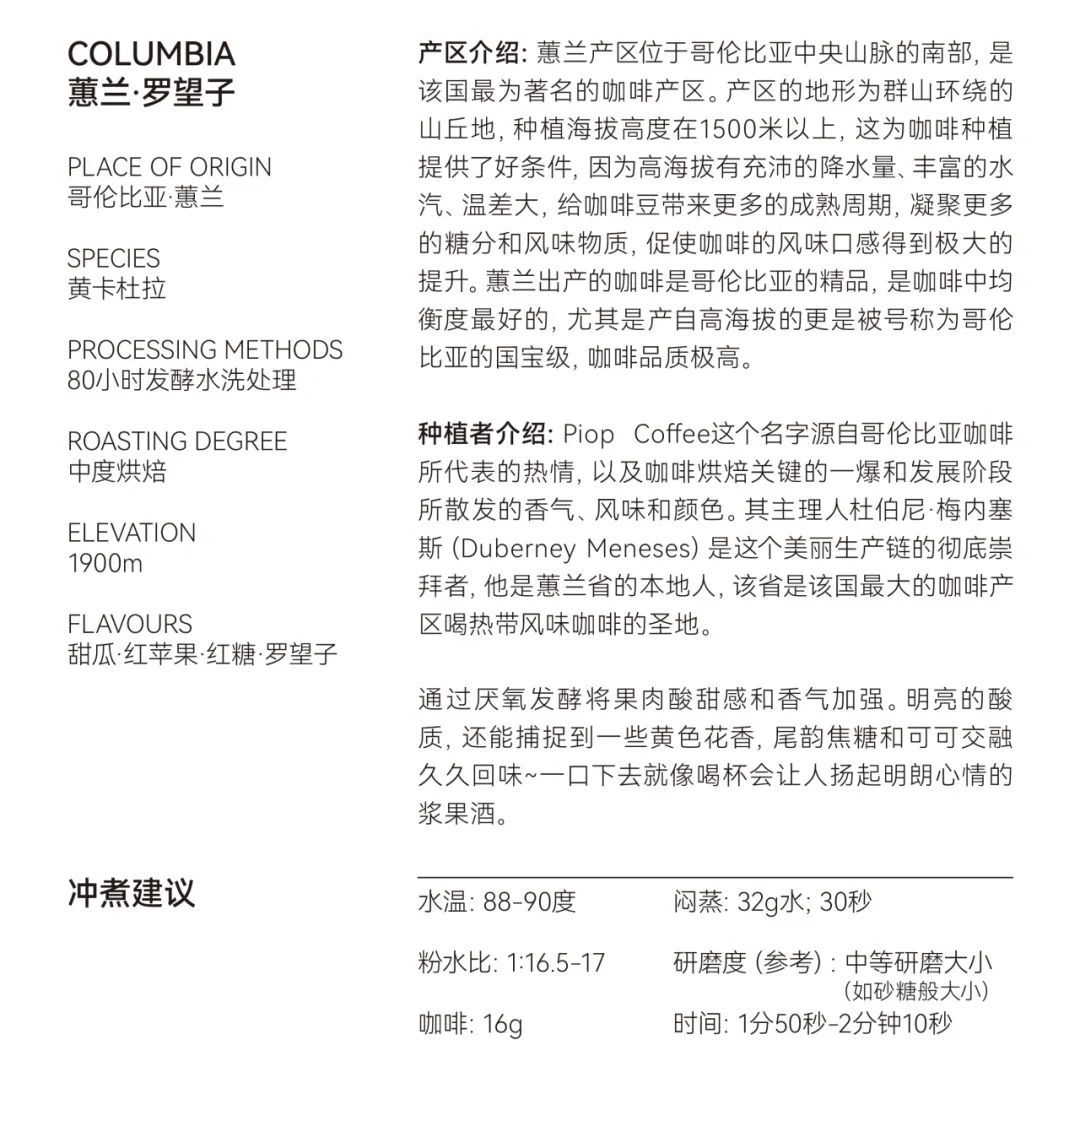 COLUMBIA
蕙兰·罗望子
PLACE OF ORIGIN
哥伦比亚·蕙兰
SPECIES
黄卡杜拉
PROCESSING METHODS
80小时发酵水洗处理
ROASTING DEGREE
中度烘焙
ELEVATION
1900m
FLAVOURS
甜瓜·红苹果·红糖·罗望子
产区介绍: 蕙兰产区位于哥伦比亚中央山脉的南部, 是
该国最为著名的咖啡产区。产区的地形为群山环绕的
山丘地, 种植海拔高度在1500米以上, 这为咖啡种植
提供了好条件, 因为高海拔有充沛的降水量、丰富的水
汽、温差大, 给咖啡豆带来更多的成熟周期, 凝聚更多
的糖分和风味物质, 促使咖啡的风味口感得到极大的
提升。蕙兰出产的咖啡是哥伦比亚的精品, 是咖啡中均
衡度最好的, 尤其是产自高海拔的更是被号称为哥伦
比亚的国宝级, 咖啡品质极高。
种植者介绍: Piop Coffee这个名字源自哥伦比亚咖啡
所代表的热情, 以及咖啡烘焙关键的一爆和发展阶段
所散发的香气、风味和颜色。其主理人杜伯尼·梅内塞
斯 (Duberney Meneses) 是这个美丽生产链的彻底崇
拜者, 他是蕙兰省的本地人, 该省是该国最大的咖啡产
区喝热带风味咖啡的圣地。
通过厌氧发酵将果肉酸甜感和香气加强。明亮的酸
质, 还能捕捉到一些黄色花香, 尾韵焦糖和可可交融
久久回味~一口下去就像喝杯会让人扬起明朗心情的
浆果酒。
冲煮建议
水温: 88-90度
闷蒸: 32g水; 30秒
粉水比: 1:16.5-17
研磨度 (参考) : 中等研磨大小
(如砂糖般大小)
咖啡: 16g
时间: 1分50秒-2分钟10秒